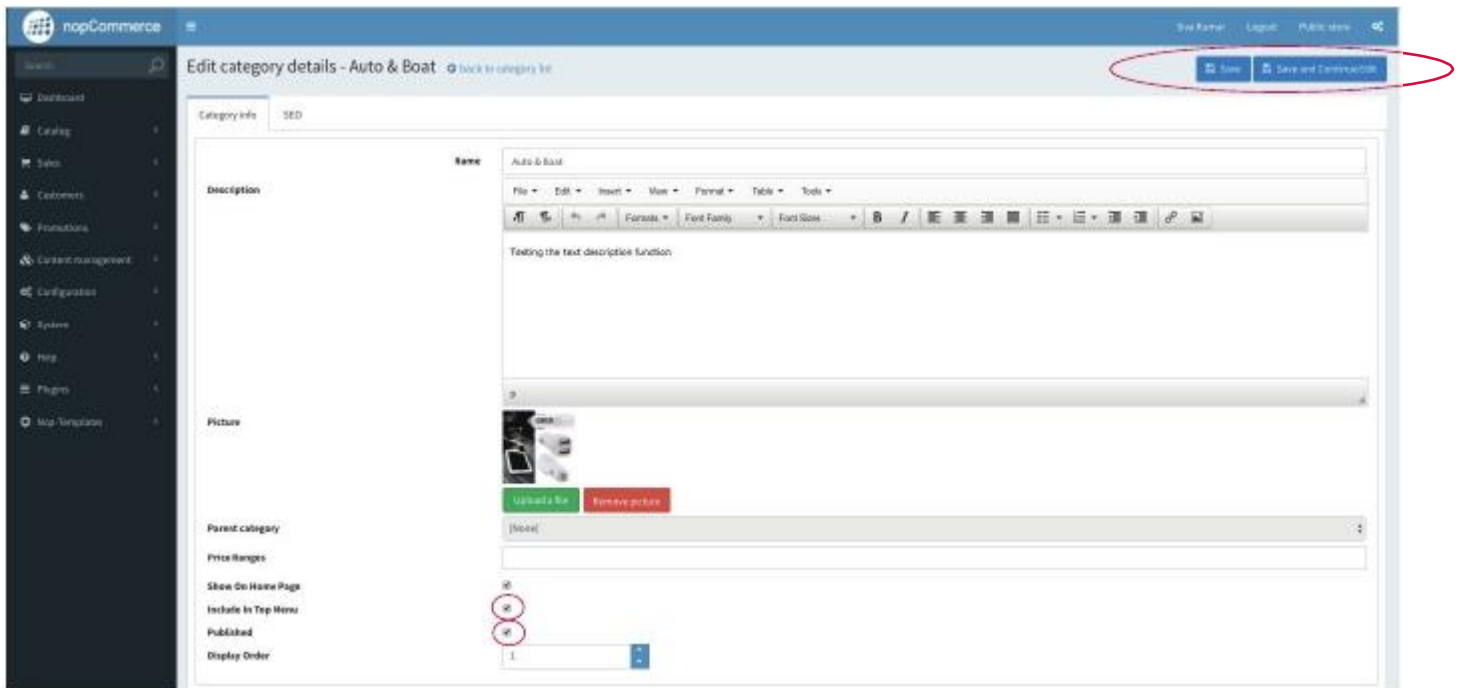 nopCommerce
Logout Public store
Search
Edit category details - Auto & Boat back to category list
Save Save and Continue Edit
Dashboard
Catalog
Sales
Customers
Promotions
Content management
Configuration
System
Help
Plugins
Nop-Templates
Category info SEO
Name Auto & Boat
Description File Edit Insert View Format Table Tools
Formats Font Family Font Sizes B I
Testing the text description function
p
Picture
Upload a file Remove picture
Parent category [None]
Price Ranges
Show On Home Page
Include In Top Menu
Published
Display Order 1